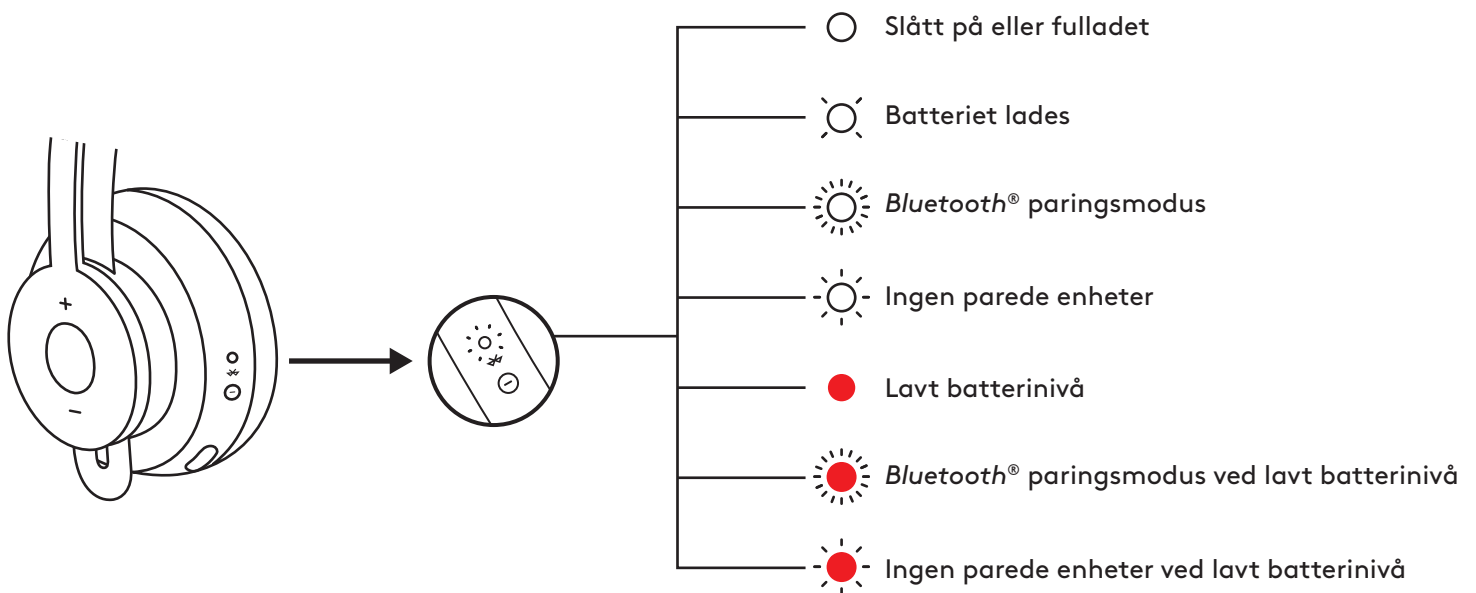 Slått på eller fulladet
Batteriet lades
Bluetooth® paringsmodus
Ingen parede enheter
Lavt batterinivå
Bluetooth® paringsmodus ved lavt batterinivå
Ingen parede enheter ved lavt batterinivå